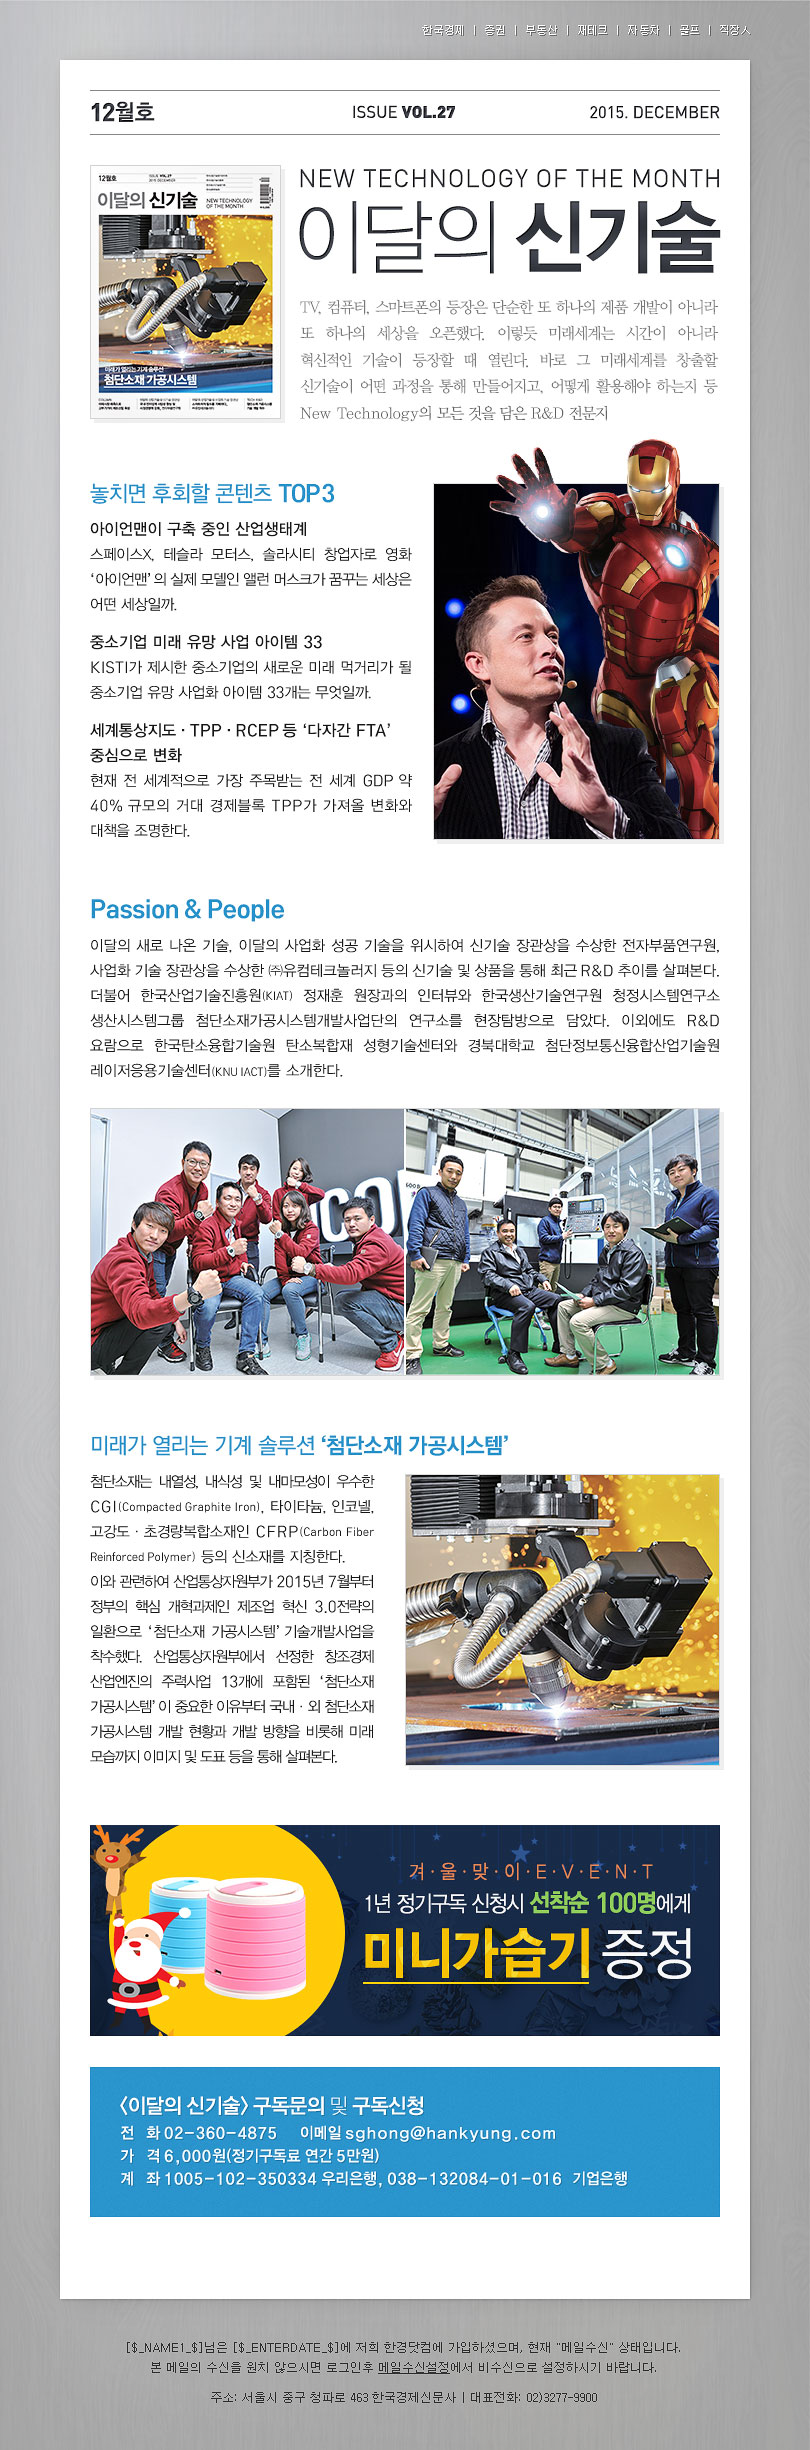 한국경제 | 증권 | 부동산 | 재테크 | 자동차 | 골프 | 직장人
12월호
ISSUE VOL.27
2015. DECEMBER
12월호
ISSUE VOL.27
2015 DECEMBER
이달의 신기술
NEW TECHNOLOGY
OF THE MONTH
미래가 열리는 기계 솔루션
첨단소재 가공시스템
NEW TECHNOLOGY OF THE MONTH
이달의 신기술
TV, 컴퓨터, 스마트폰의 등장은 단순한 또 하나의 제품 개발이 아니라
또 하나의 세상을 오픈했다. 이렇듯 미래세계는 시간이 아니라
혁신적인 기술이 등장할 때 열린다. 바로 그 미래세계를 창출할
신기술이 어떤 과정을 통해 만들어지고, 어떻게 활용해야 하는지 등
New Technology의 모든 것을 담은 R&D 전문지
놓치면 후회할 콘텐츠 TOP3
아이언맨이 구축 중인 산업생태계
스페이스X, 테슬라 모터스, 솔라시티 창업자로 영화
‘아이언맨’의 실제 모델인 앨런 머스크가 꿈꾸는 세상은
어떤 세상일까.
중소기업 미래 유망 사업 아이템 33
KISTI가 제시한 중소기업의 새로운 미래 먹거리가 될
중소기업 유망 사업화 아이템 33개는 무엇일까.
세계통상지도 · TPP · RCEP 등 ‘다자간 FTA’
중심으로 변화
현재 전 세계적으로 가장 주목받는 전 세계 GDP 약
40% 규모의 거대 경제블록 TPP가 가져올 변화와
대책을 조명한다.
Passion & People
이달의 새로 나온 기술, 이달의 사업화 성공 기술을 위시하여 신기술 장관상을 수상한 전자부품연구원,
사업화 기술 장관상을 수상한 ㈜유컴테크놀러지 등의 신기술 및 상품을 통해 최근 R&D 추이를 살펴본다.
더불어 한국산업기술진흥원(KIAT) 정재훈 원장과의 인터뷰와 한국생산기술연구원 청정시스템연구소
생산시스템그룹 첨단소재가공시스템개발사업단의 연구소를 현장탐방으로 담았다. 이외에도 R&D
요람으로 한국탄소융합기술원 탄소복합재 성형기술센터와 경북대학교 첨단정보통신융합산업기술원
레이저응용기술센터(KNU IACT)를 소개한다.
미래가 열리는 기계 솔루션 ‘첨단소재 가공시스템’
첨단소재는 내열성, 내식성 및 내마모성이 우수한
CGI(Compacted Graphite Iron), 타이타늄, 인코넬,
고강도 · 초경량복합소재인 CFRP(Carbon Fiber
Reinforced Polymer) 등의 신소재를 지칭한다.
이와 관련하여 산업통상자원부가 2015년 7월부터
정부의 핵심 개혁과제인 제조업 혁신 3.0전략의
일환으로 ‘첨단소재 가공시스템’ 기술개발사업을
착수했다. 산업통상자원부에서 선정한 창조경제
산업엔진의 주력사업 13개에 포함된 ‘첨단소재
가공시스템’이 중요한 이유부터 국내 · 외 첨단소재
가공시스템 개발 현황과 개발 방향을 비롯해 미래
모습까지 이미지 및 도표 등을 통해 살펴본다.
겨·울·맞·이·E·V·E·N·T
1년 정기구독 신청시 선착순 100명에게
미니가습기 증정
<이달의 신기술> 구독문의 및 구독신청
전 화 02-360-4875 이메일 sghong@hankyung.com
가 격 6,000원(정기구독료 연간 5만원)
계 좌 1005-102-350334 우리은행, 038-132084-01-016 기업은행
[$_NAME1_$]님은 [$_ENTERDATE_$]에 저희 한경닷컴에 가입하셨으며, 현재 "메일수신" 상태입니다.
본 메일의 수신을 원치 않으시면 로그인후 메일수신설정에서 비수신으로 설정하시기 바랍니다.
주소: 서울시 중구 청파로 463 한국경제신문사 | 대표전화: 02)3277-9900